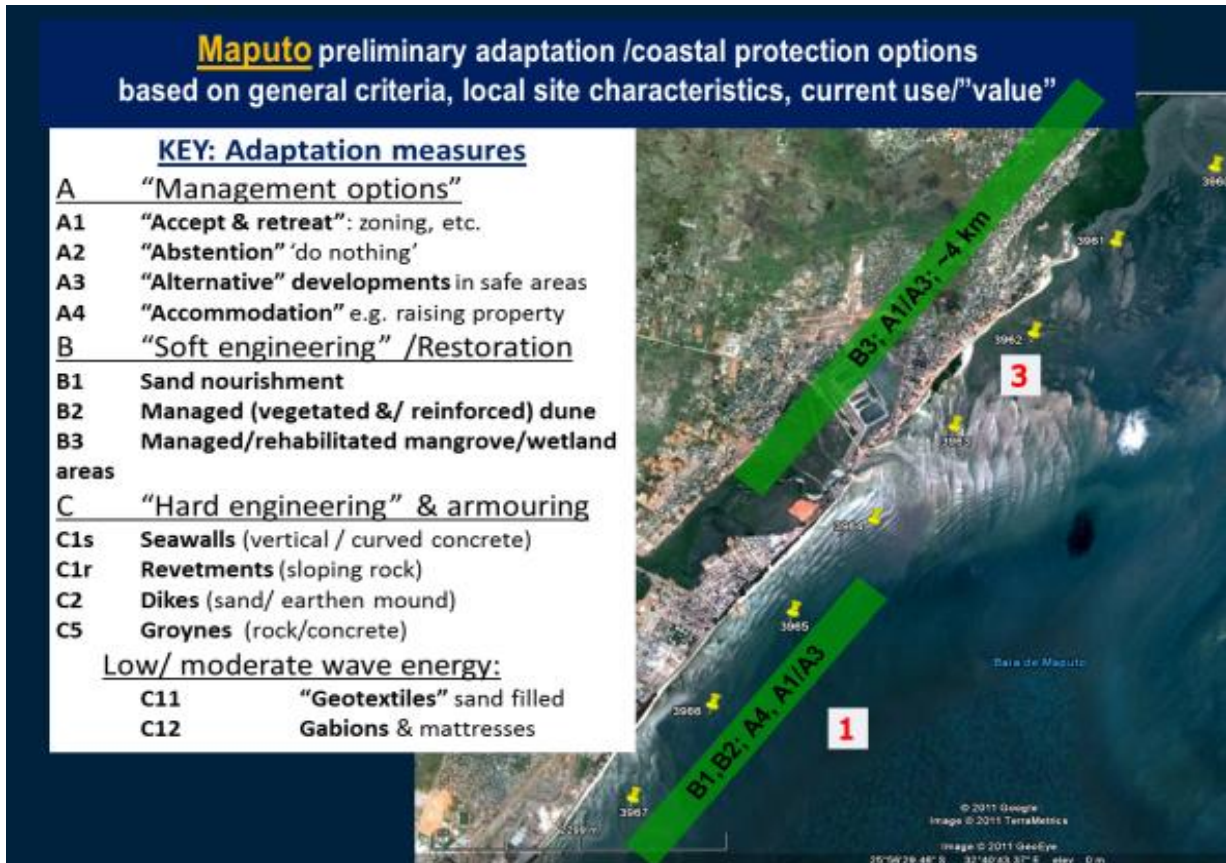 Maputo preliminary adaptation /coastal protection options
based on general criteria, local site characteristics, current use/”value”
KEY: Adaptation measures
A “Management options”
A1 “Accept & retreat”: zoning, etc.
A2 “Abstention” ‘do nothing’
A3 “Alternative” developments in safe areas
A4 “Accommodation” e.g. raising property
B “Soft engineering” /Restoration
B1 Sand nourishment
B2 Managed (vegetated &/ reinforced) dune
B3 Managed/rehabilitated mangrove/wetland
areas
C “Hard engineering” & armouring
C1s Seawalls (vertical / curved concrete)
C1r Revetments (sloping rock)
C2 Dikes (sand/ earthen mound)
C5 Groynes (rock/concrete)
Low/ moderate wave energy:
C11 “Geotextiles” sand filled
C12 Gabions & mattresses
3961
3962
3963
3964
3965
3966
3967
B3; A1/A3; ~4 km
3
B1,B2; A4, A1/A3
1
Baia de Maputo
© 2011 Google
Image © 2011 TerraMetrics
Image © 2011 GeoEye
elev 0 m